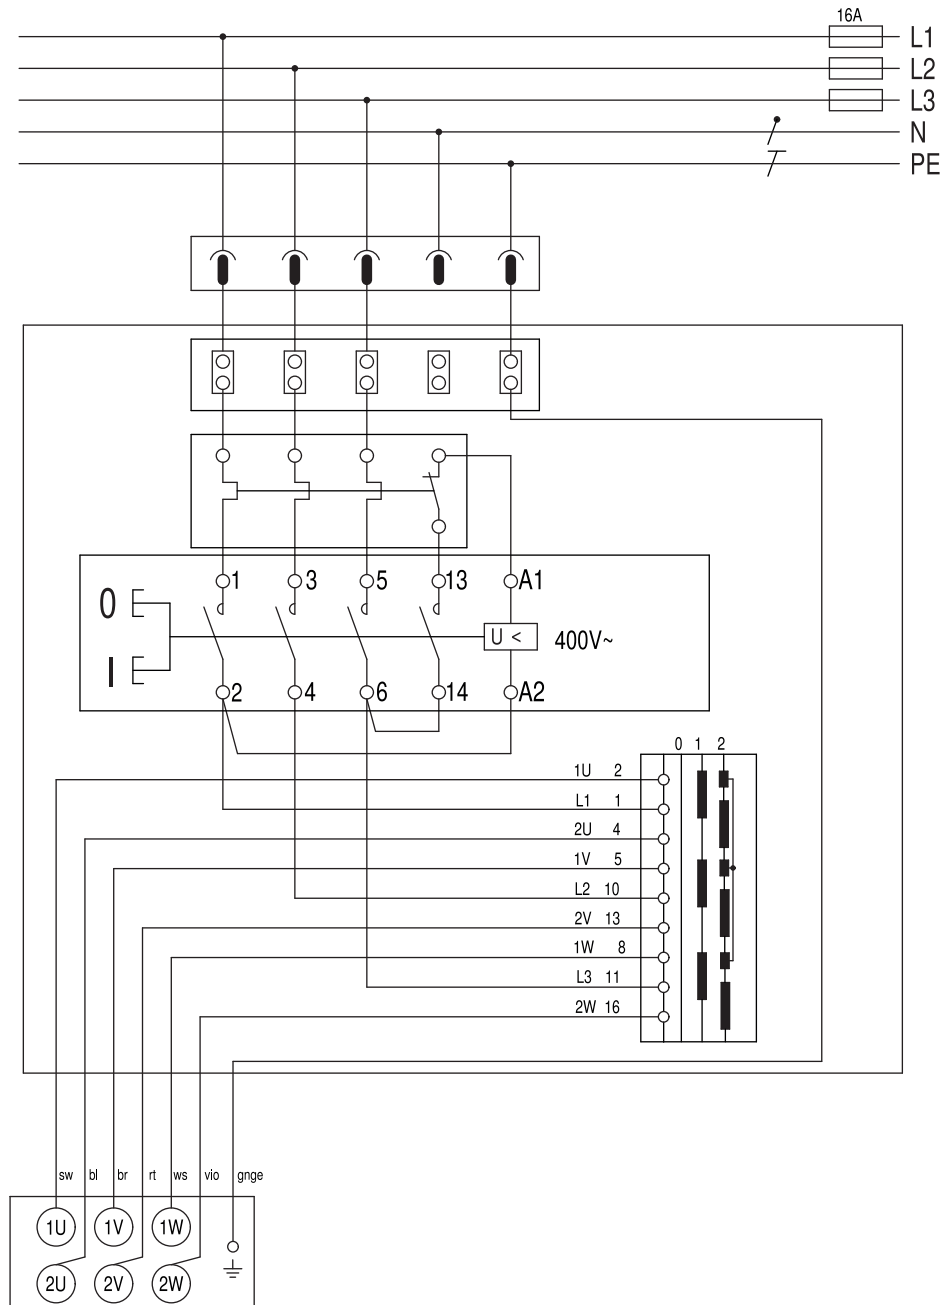 16A
L1
L2
L3
N
PE
1 3 5 13 A1
0
U < 400V~
I
2 4 6 14 A2
0 1 2
1U 2
L1 1
2U 4
1V 5
L2 10
2V 13
1W 8
L3 11
2W 16
sw bl br rt ws vio gnge
1U 1V 1W
2U 2V 2W